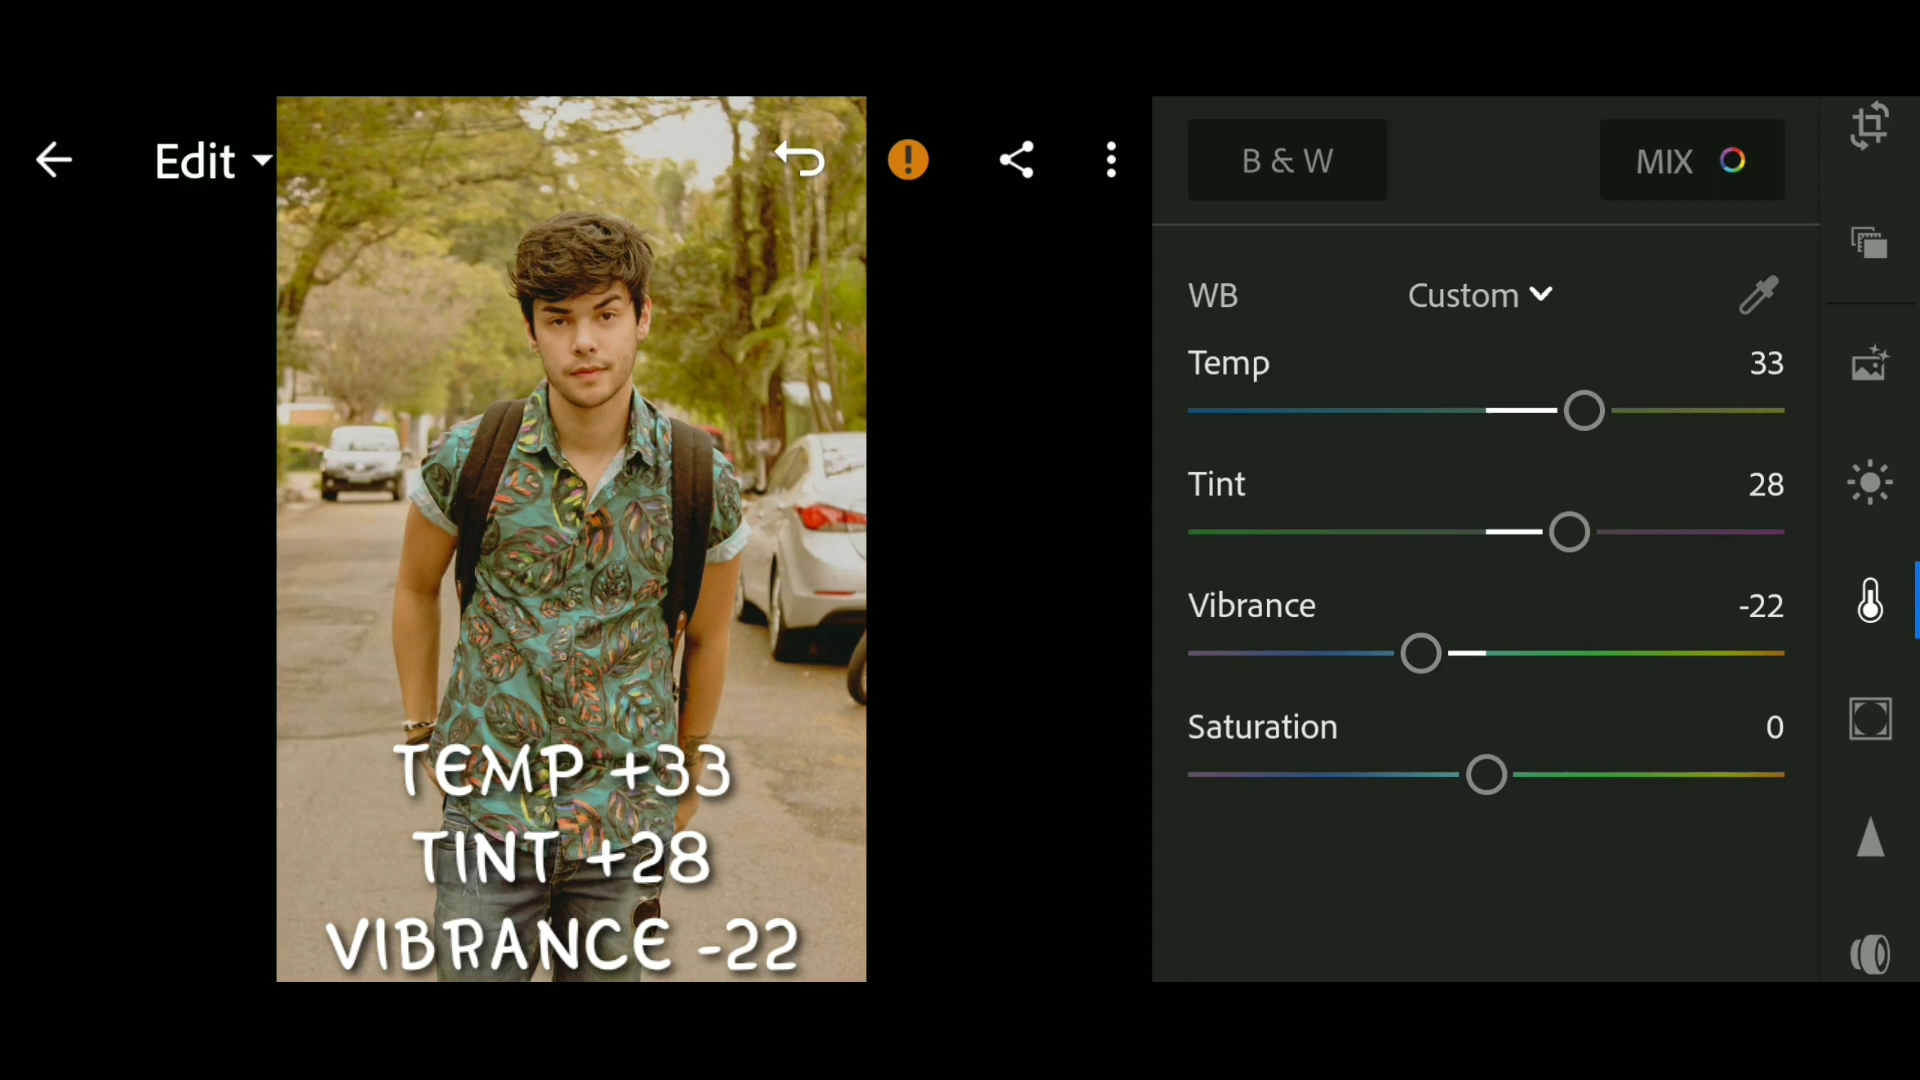 Edit
B & W
MIX
WB Custom
Temp 33
Tint 28
Vibrance -22
Saturation 0
TEMP +33
TINT +28
VIBRANCE -22